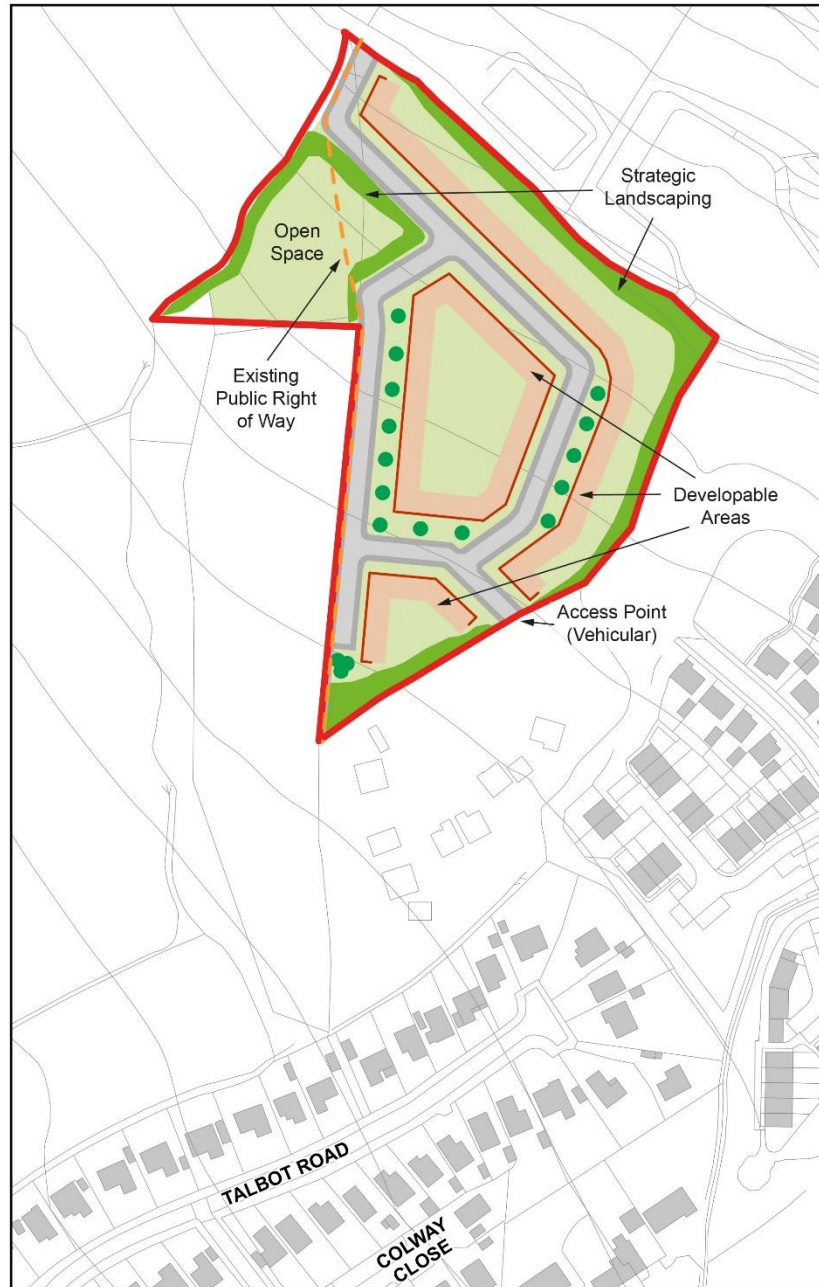 Strategic
Landscaping
Open
Space
Existing
Public Right
of Way
Developable
Areas
Access Point
(Vehicular)
TALBOT ROAD
COLWAY
CLOSE